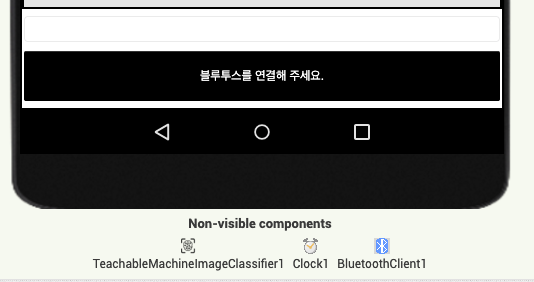 블루투스를 연결해 주세요.
Non-visible components
TeachableMachineImageClassifier1 Clock1 BluetoothClient1